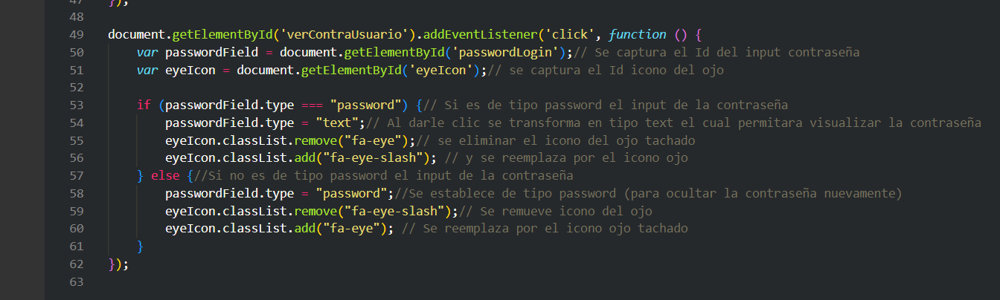 47 });
48
49 document.getElementById('verContraUsuario').addEventListener('click', function () {
50 var passwordField = document.getElementById('passwordLogin');// Se captura el Id del input contraseña
51 var eyeIcon = document.getElementById('eyeIcon');// se captura el Id icono del ojo
52
53 if (passwordField.type === "password") {// Si es de tipo password el input de la contraseña
54 passwordField.type = "text";// Al darle clic se transforma en tipo text el cual permitara visualizar la contraseña
55 eyeIcon.classList.remove("fa-eye");// se eliminar el icono del ojo tachado
56 eyeIcon.classList.add("fa-eye-slash"); // y se reemplaza por el icono ojo
57 } else {//Si no es de tipo password el input de la contraseña
58 passwordField.type = "password";//Se establece de tipo password (para ocultar la contraseña nuevamente)
59 eyeIcon.classList.remove("fa-eye-slash");// Se remueve icono del ojo
60 eyeIcon.classList.add("fa-eye"); // Se reemplaza por el icono ojo tachado
61 }
62 });
63